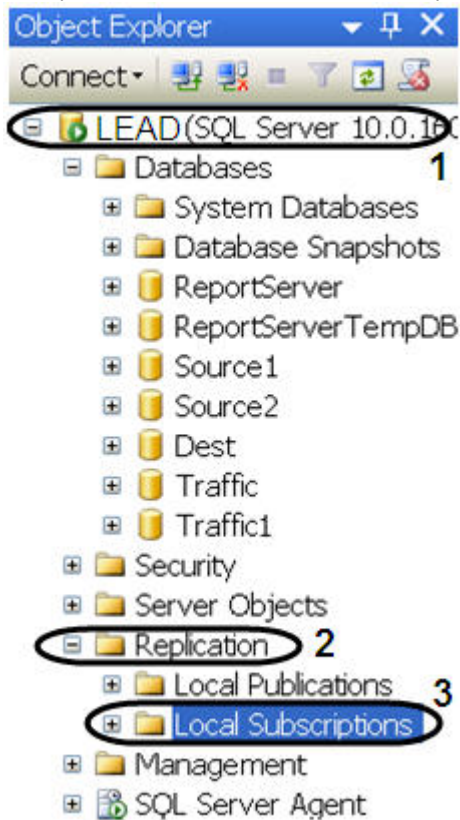 Object Explorer
Connect
LEAD (SQL Server 10.0.160
1
Databases
System Databases
Database Snapshots
ReportServer
ReportServerTempDB
Source1
Source2
Dest
Traffic
Traffic1
Security
Server Objects
Replication 2
Local Publications
3
Local Subscriptions
Management
SQL Server Agent